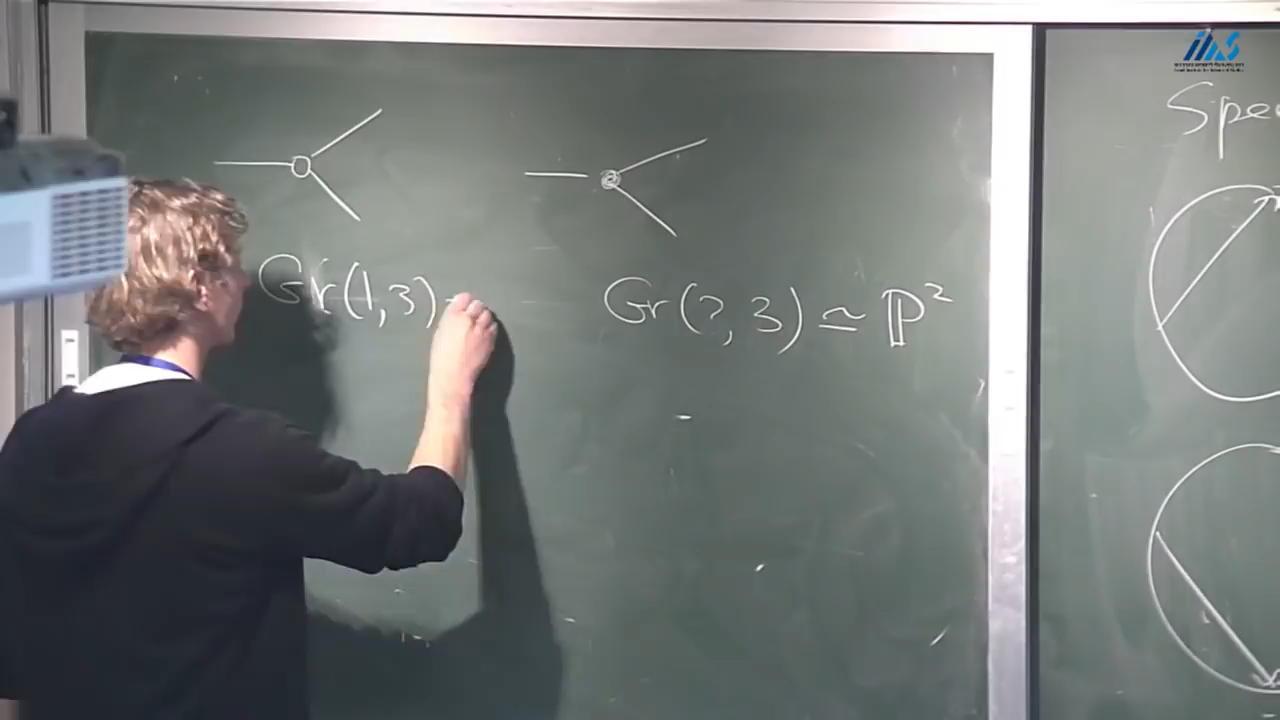 Gr(1,3)
Gr(2,3) ≃ ℙ²
Spe